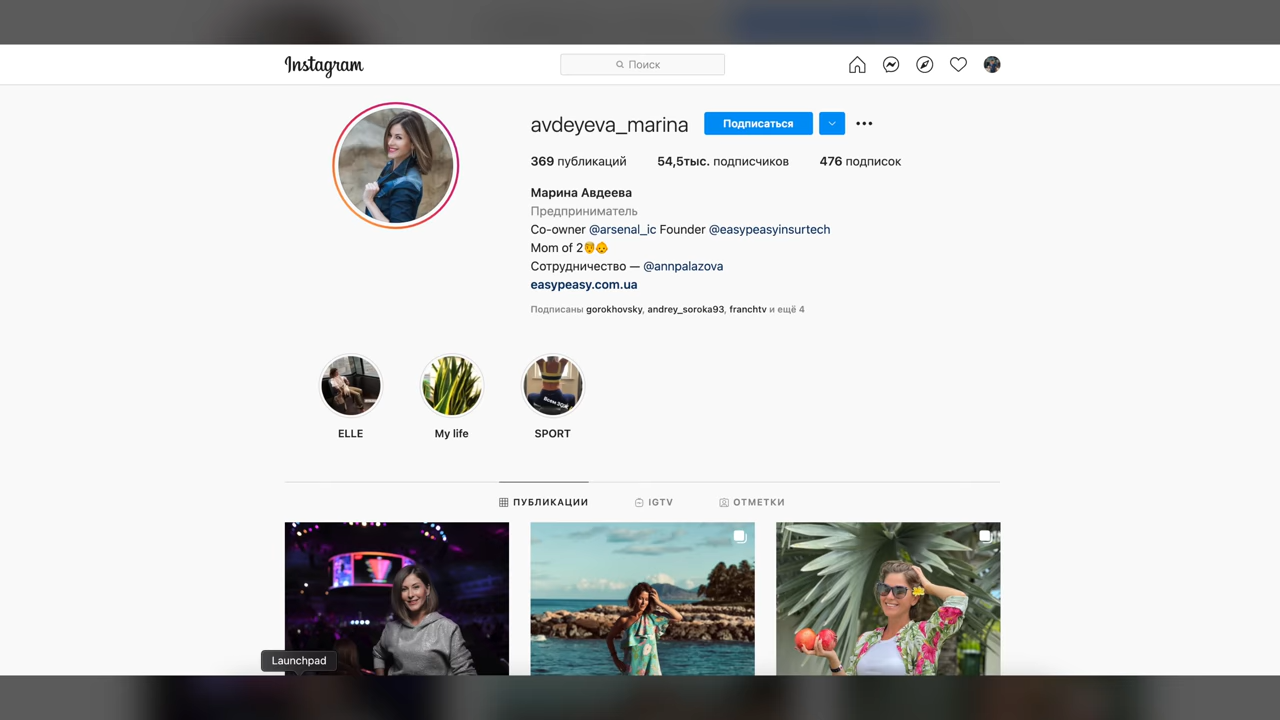 Instagram
Поиск
avdeyeva_marina
Подписаться
369 публикаций 54,5тыс. подписчиков 476 подписок
Марина Авдеева
Предприниматель
Co-owner @arsenal_ic Founder @easypeasyinsurtech
Mom of 2
Сотрудничество — @annpalazova
easypeasy.com.ua
Подписаны gorokhovsky, andrey_soroka93, franchtv и ещё 4
Всем ЗОЖ
ELLE My life SPORT
ПУБЛИКАЦИИ IGTV ОТМЕТКИ
Launchpad